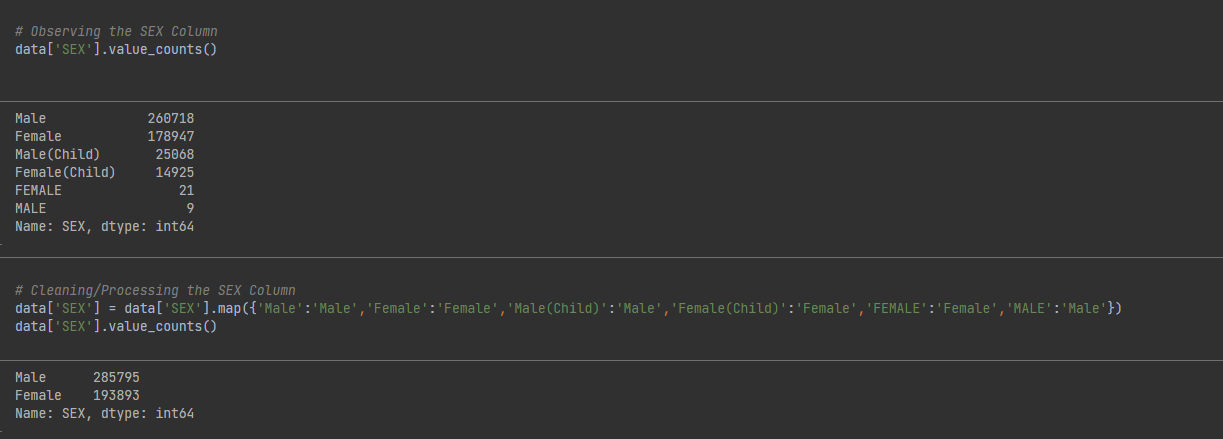 # Observing the SEX Column
data['SEX'].value_counts()
Male             260718
Female           178947
Male(Child)       25068
Female(Child)     14925
FEMALE               21
MALE                  9
Name: SEX, dtype: int64
# Cleaning/Processing the SEX Column
data['SEX'] = data['SEX'].map({'Male':'Male','Female':'Female','Male(Child)':'Male','Female(Child)':'Female','FEMALE':'Female','MALE':'Male'})
data['SEX'].value_counts()
Male      285795
Female    193893
Name: SEX, dtype: int64